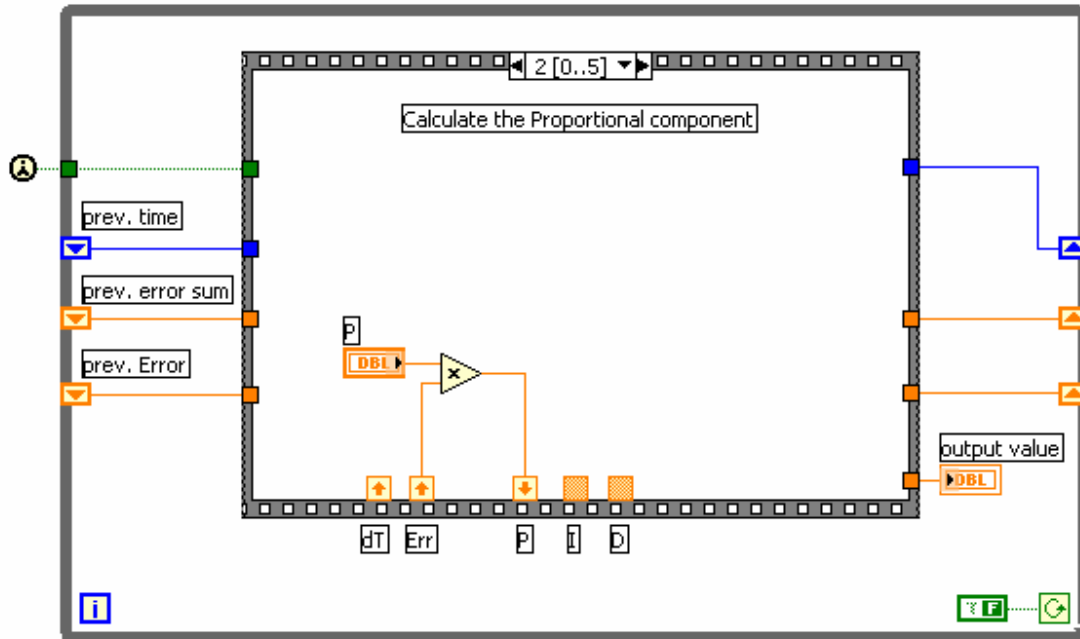 2 [0..5]
Calculate the Proportional component
prev. time
prev. error sum
P
DBL
x
prev. Error
output value
DBL
dT Err P I D
i
F